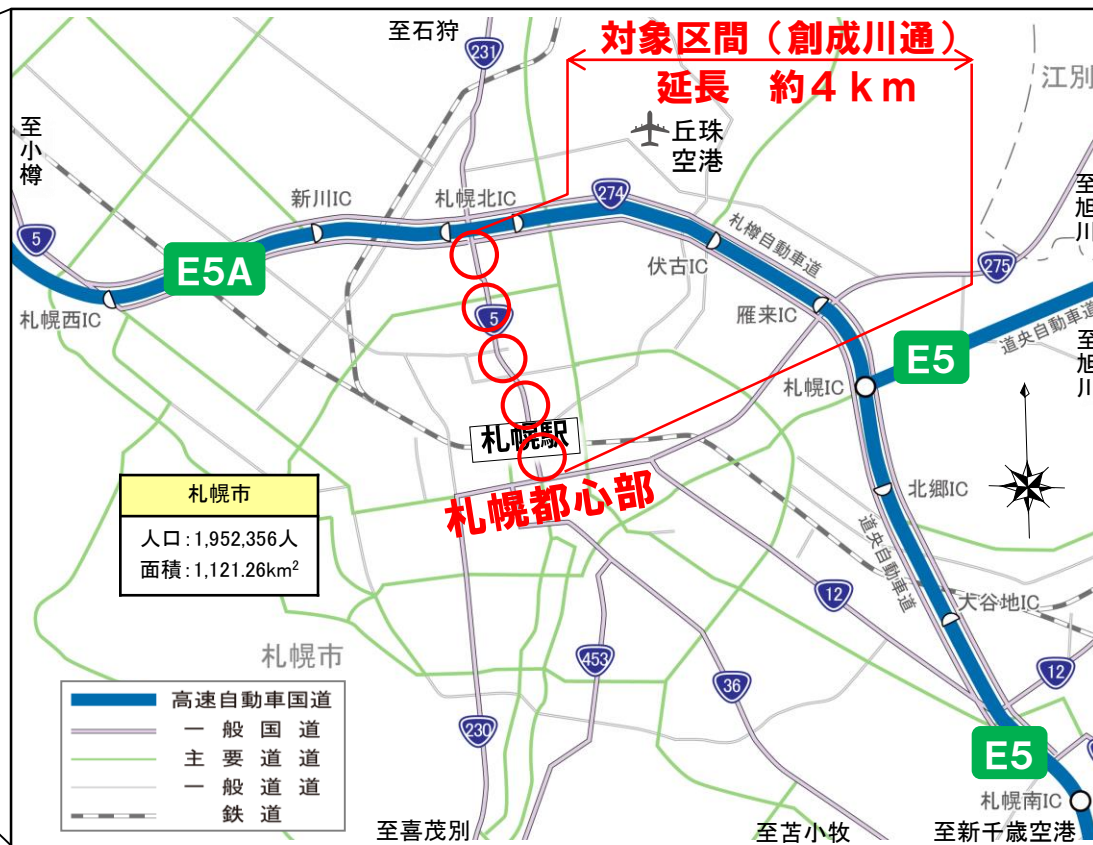 至石狩
231
対象区間（創成川通）
延長　約4km
江別
至小樽
丘珠
空港
至旭川
新川IC
札幌北IC
274
5
E5A
札樽自動車道
伏古IC
275
札幌西IC
5
雁来IC
道央自動車道
E5
至旭川
札幌IC
札幌駅
札幌市
人口：1,952,356人
面積：1,121.26km²
札幌都心部
北郷IC
道央自動車道
12
大谷地IC
札幌市
453
36
12
230
高速自動車国道
一般国道
主要道道
一般道道
鉄道
E5
札幌南IC
至喜茂別
至苫小牧
至新千歳空港